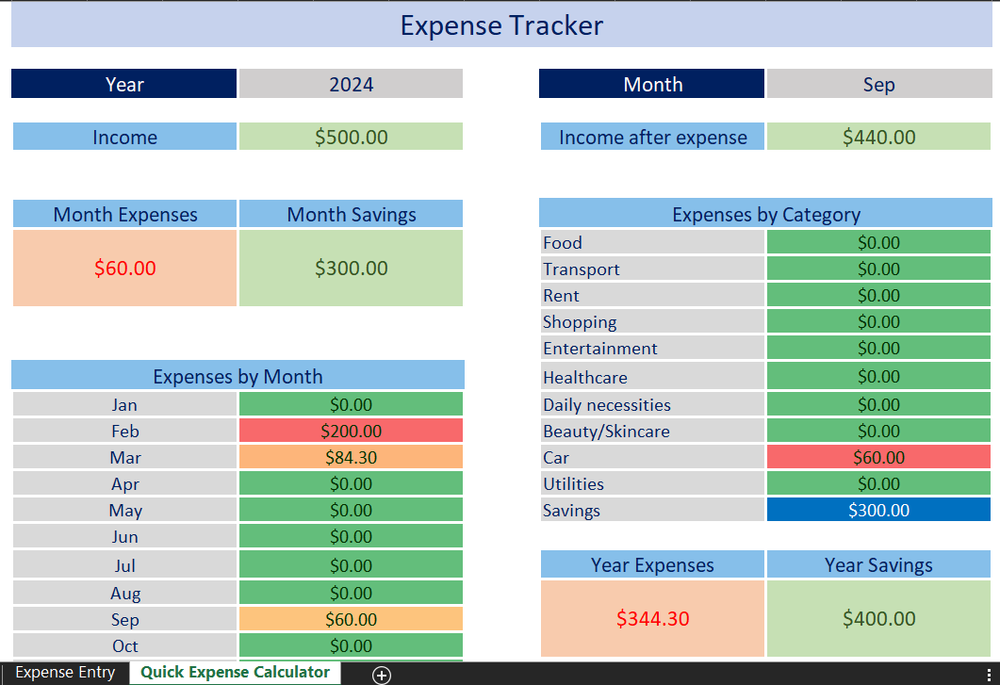 Expense Tracker
Year 2024 Month Sep
Income $500.00 Income after expense $440.00
Month Expenses Month Savings
$60.00 $300.00
Expenses by Category
Food $0.00
Transport $0.00
Rent $0.00
Shopping $0.00
Entertainment $0.00
Healthcare $0.00
Daily necessities $0.00
Beauty/Skincare $0.00
Car $60.00
Utilities $0.00
Savings $300.00
Expenses by Month
Jan $0.00
Feb $200.00
Mar $84.30
Apr $0.00
May $0.00
Jun $0.00
Jul $0.00
Aug $0.00
Sep $60.00
Oct $0.00
Year Expenses Year Savings
$344.30 $400.00
Expense Entry Quick Expense Calculator